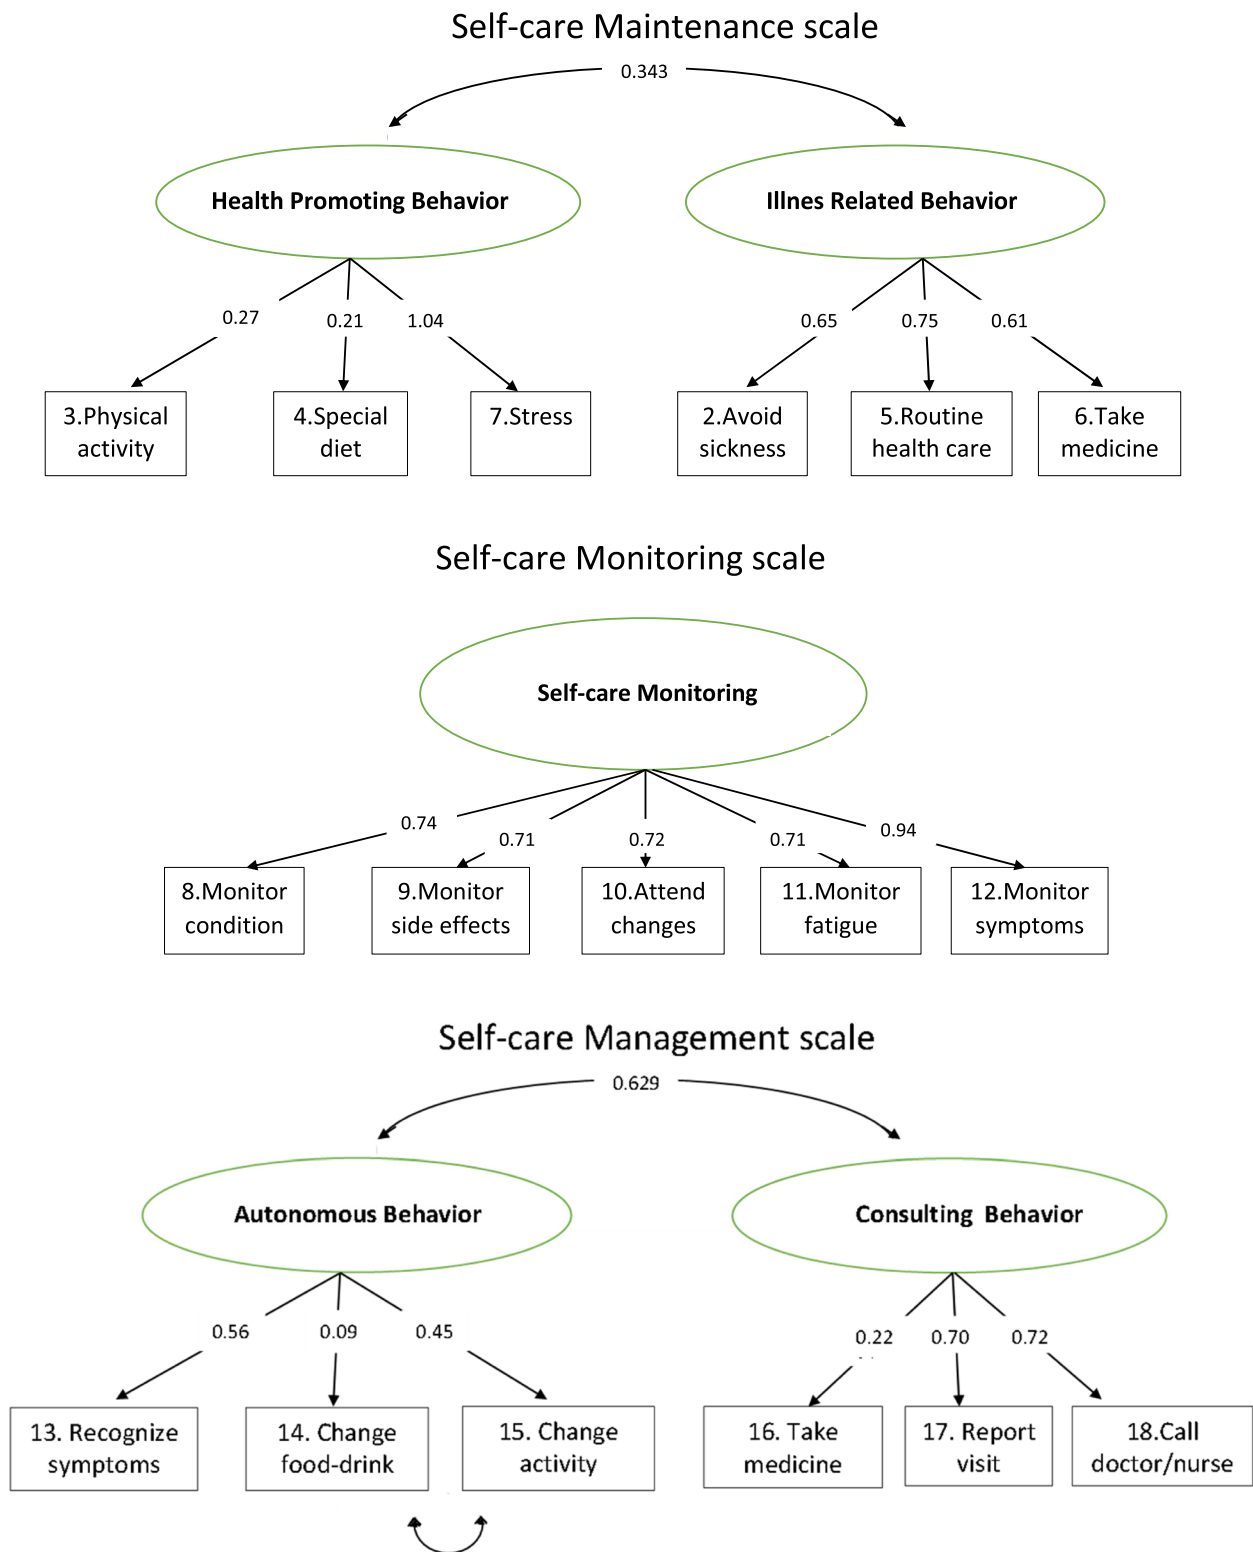 Self-care Maintenance scale
0.343
Health Promoting Behavior
Illnes Related Behavior
0.27
0.21
1.04
0.65
0.75
0.61
3.Physical
activity
4.Special
diet
7.Stress
2.Avoid
sickness
5.Routine
health care
6.Take
medicine
Self-care Monitoring scale
Self-care Monitoring
0.74
0.71
0.72
0.71
0.94
8.Monitor
condition
9.Monitor
side effects
10.Attend
changes
11.Monitor
fatigue
12.Monitor
symptoms
Self-care Management scale
0.629
Autonomous Behavior
Consulting Behavior
0.56
0.09
0.45
0.22
0.70
0.72
13. Recognize
symptoms
14. Change
food-drink
15. Change
activity
16. Take
medicine
17. Report
visit
18.Call
doctor/nurse